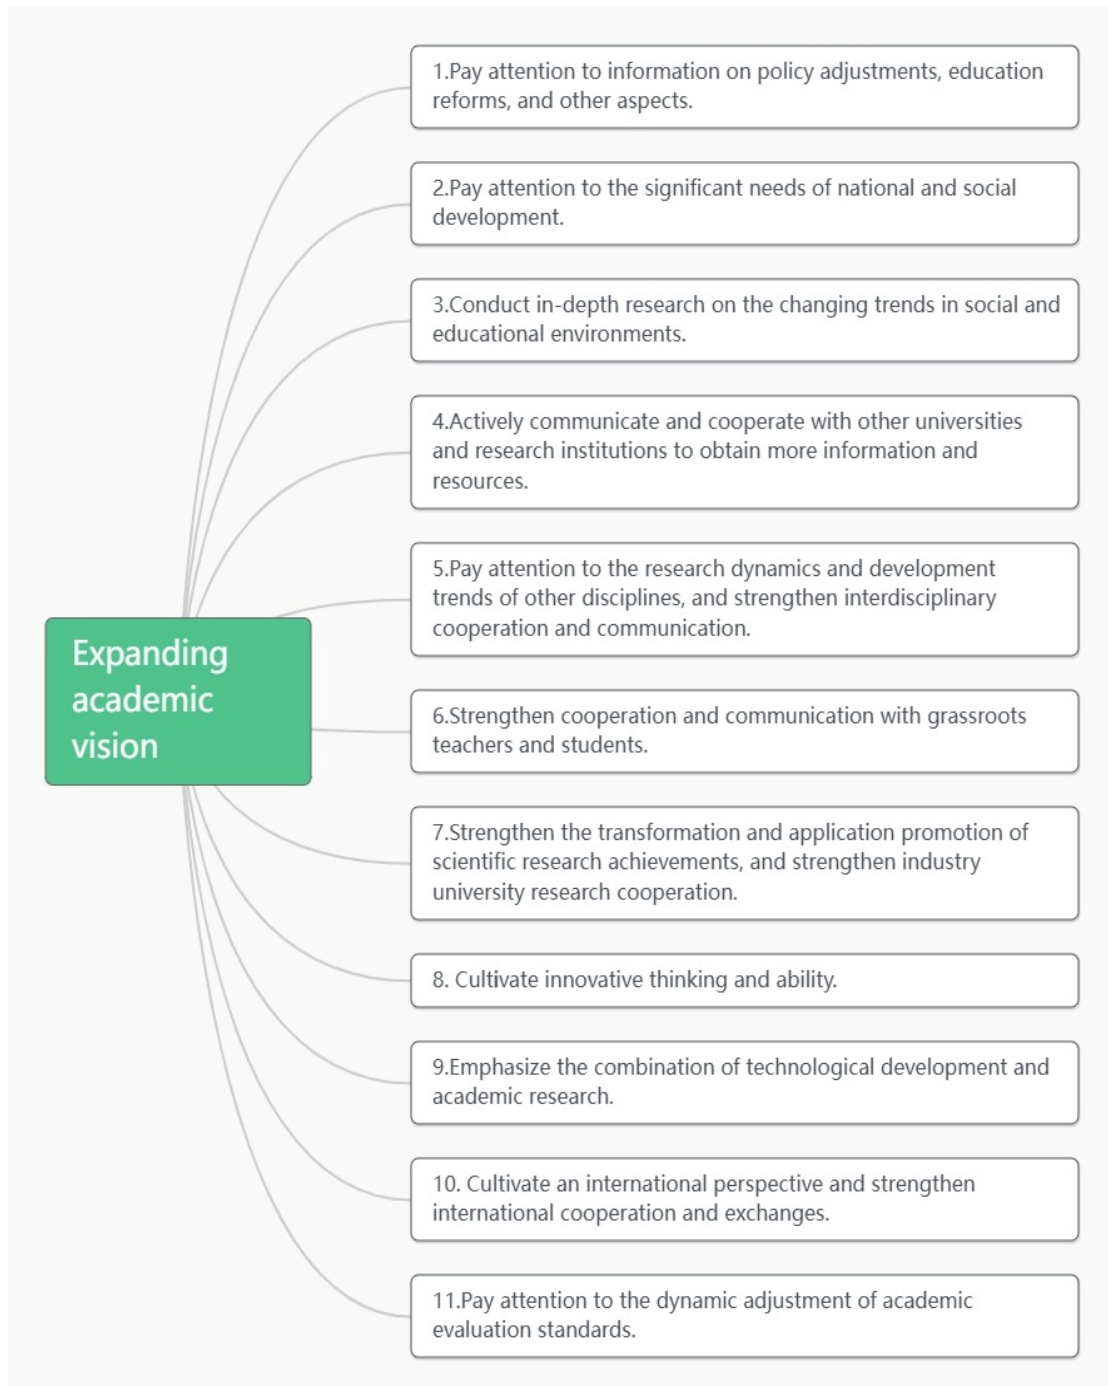 1.Pay attention to information on policy adjustments, education
reforms, and other aspects.
2.Pay attention to the significant needs of national and social
development.
3.Conduct in-depth research on the changing trends in social and
educational environments.
4.Actively communicate and cooperate with other universities
and research institutions to obtain more information and
resources.
5.Pay attention to the research dynamics and development
trends of other disciplines, and strengthen interdisciplinary
cooperation and communication.
Expanding
academic
vision
6.Strengthen cooperation and communication with grassroots
teachers and students.
7.Strengthen the transformation and application promotion of
scientific research achievements, and strengthen industry
university research cooperation.
8. Cultivate innovative thinking and ability.
9.Emphasize the combination of technological development and
academic research.
10. Cultivate an international perspective and strengthen
international cooperation and exchanges.
11.Pay attention to the dynamic adjustment of academic
evaluation standards.